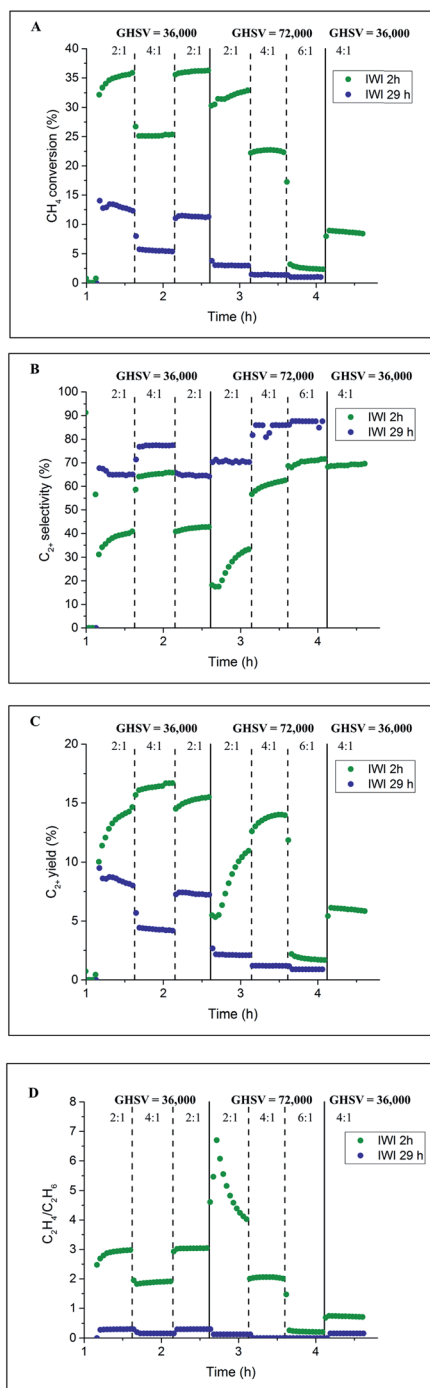 A
GHSV = 36,000 GHSV = 72,000 GHSV = 36,000
2:1 4:1 2:1 2:1 4:1 6:1 4:1
IWI 2h
IWI 29 h
CH₄ conversion (%)
40
35
30
25
20
15
10
5
0
1 2 3 4
Time (h)
B
GHSV = 36,000 GHSV = 72,000 GHSV = 36,000
2:1 4:1 2:1 2:1 4:1 6:1 4:1
IWI 2h
IWI 29 h
C₂₊ selectivity (%)
100
90
80
70
60
50
40
30
20
10
0
1 2 3 4
Time (h)
C
GHSV = 36,000 GHSV = 72,000 GHSV = 36,000
2:1 4:1 2:1 2:1 4:1 6:1 4:1
IWI 2h
IWI 29 h
C₂₊ yield (%)
20
15
10
5
0
1 2 3 4
Time (h)
D
GHSV = 36,000 GHSV = 72,000 GHSV = 36,000
2:1 4:1 2:1 2:1 4:1 6:1 4:1
IWI 2h
IWI 29 h
C₂H₄/C₂H₆
8
7
6
5
4
3
2
1
0
1 2 3 4
Time (h)